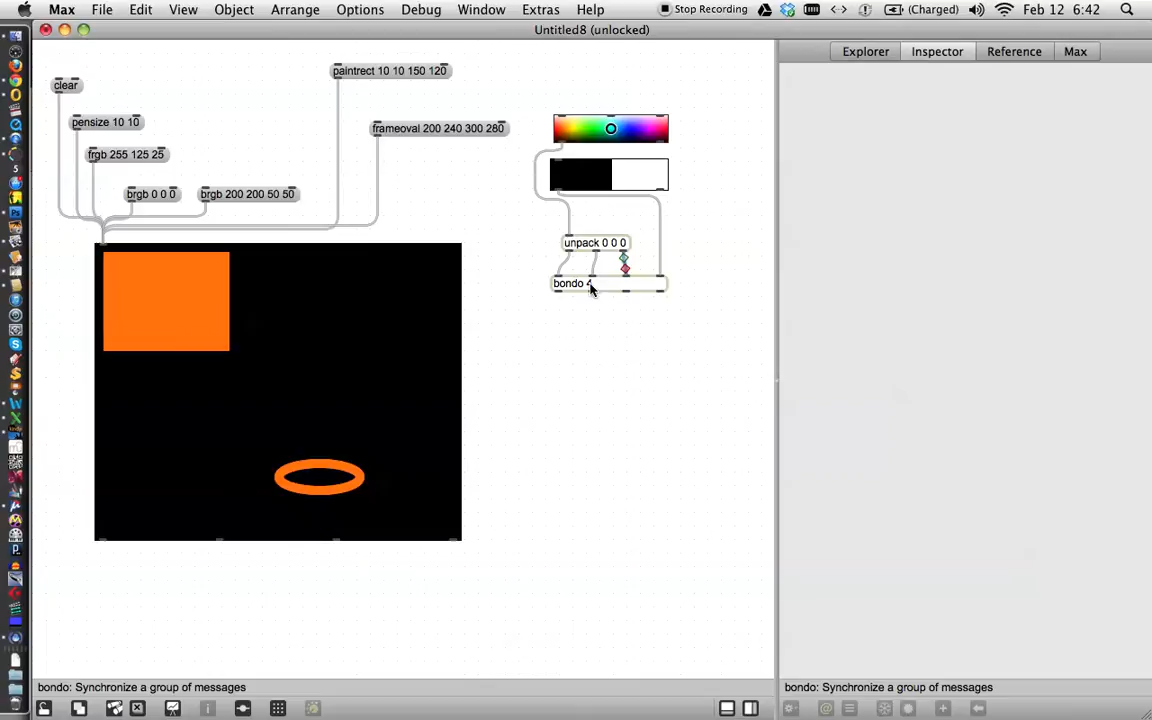 Max File Edit View Object Arrange Options Debug Window Extras Help Stop Recording (Charged) Feb 12 6:42
Untitled8 (unlocked)
Explorer Inspector Reference Max
clear
paintrect 10 10 150 120
pensize 10 10
frameoval 200 240 300 280
frgb 255 125 25
brgb 0 0 0
brgb 200 200 50 50
unpack 0 0 0
bondo 4
bondo: Synchronize a group of messages
bondo: Synchronize a group of messages